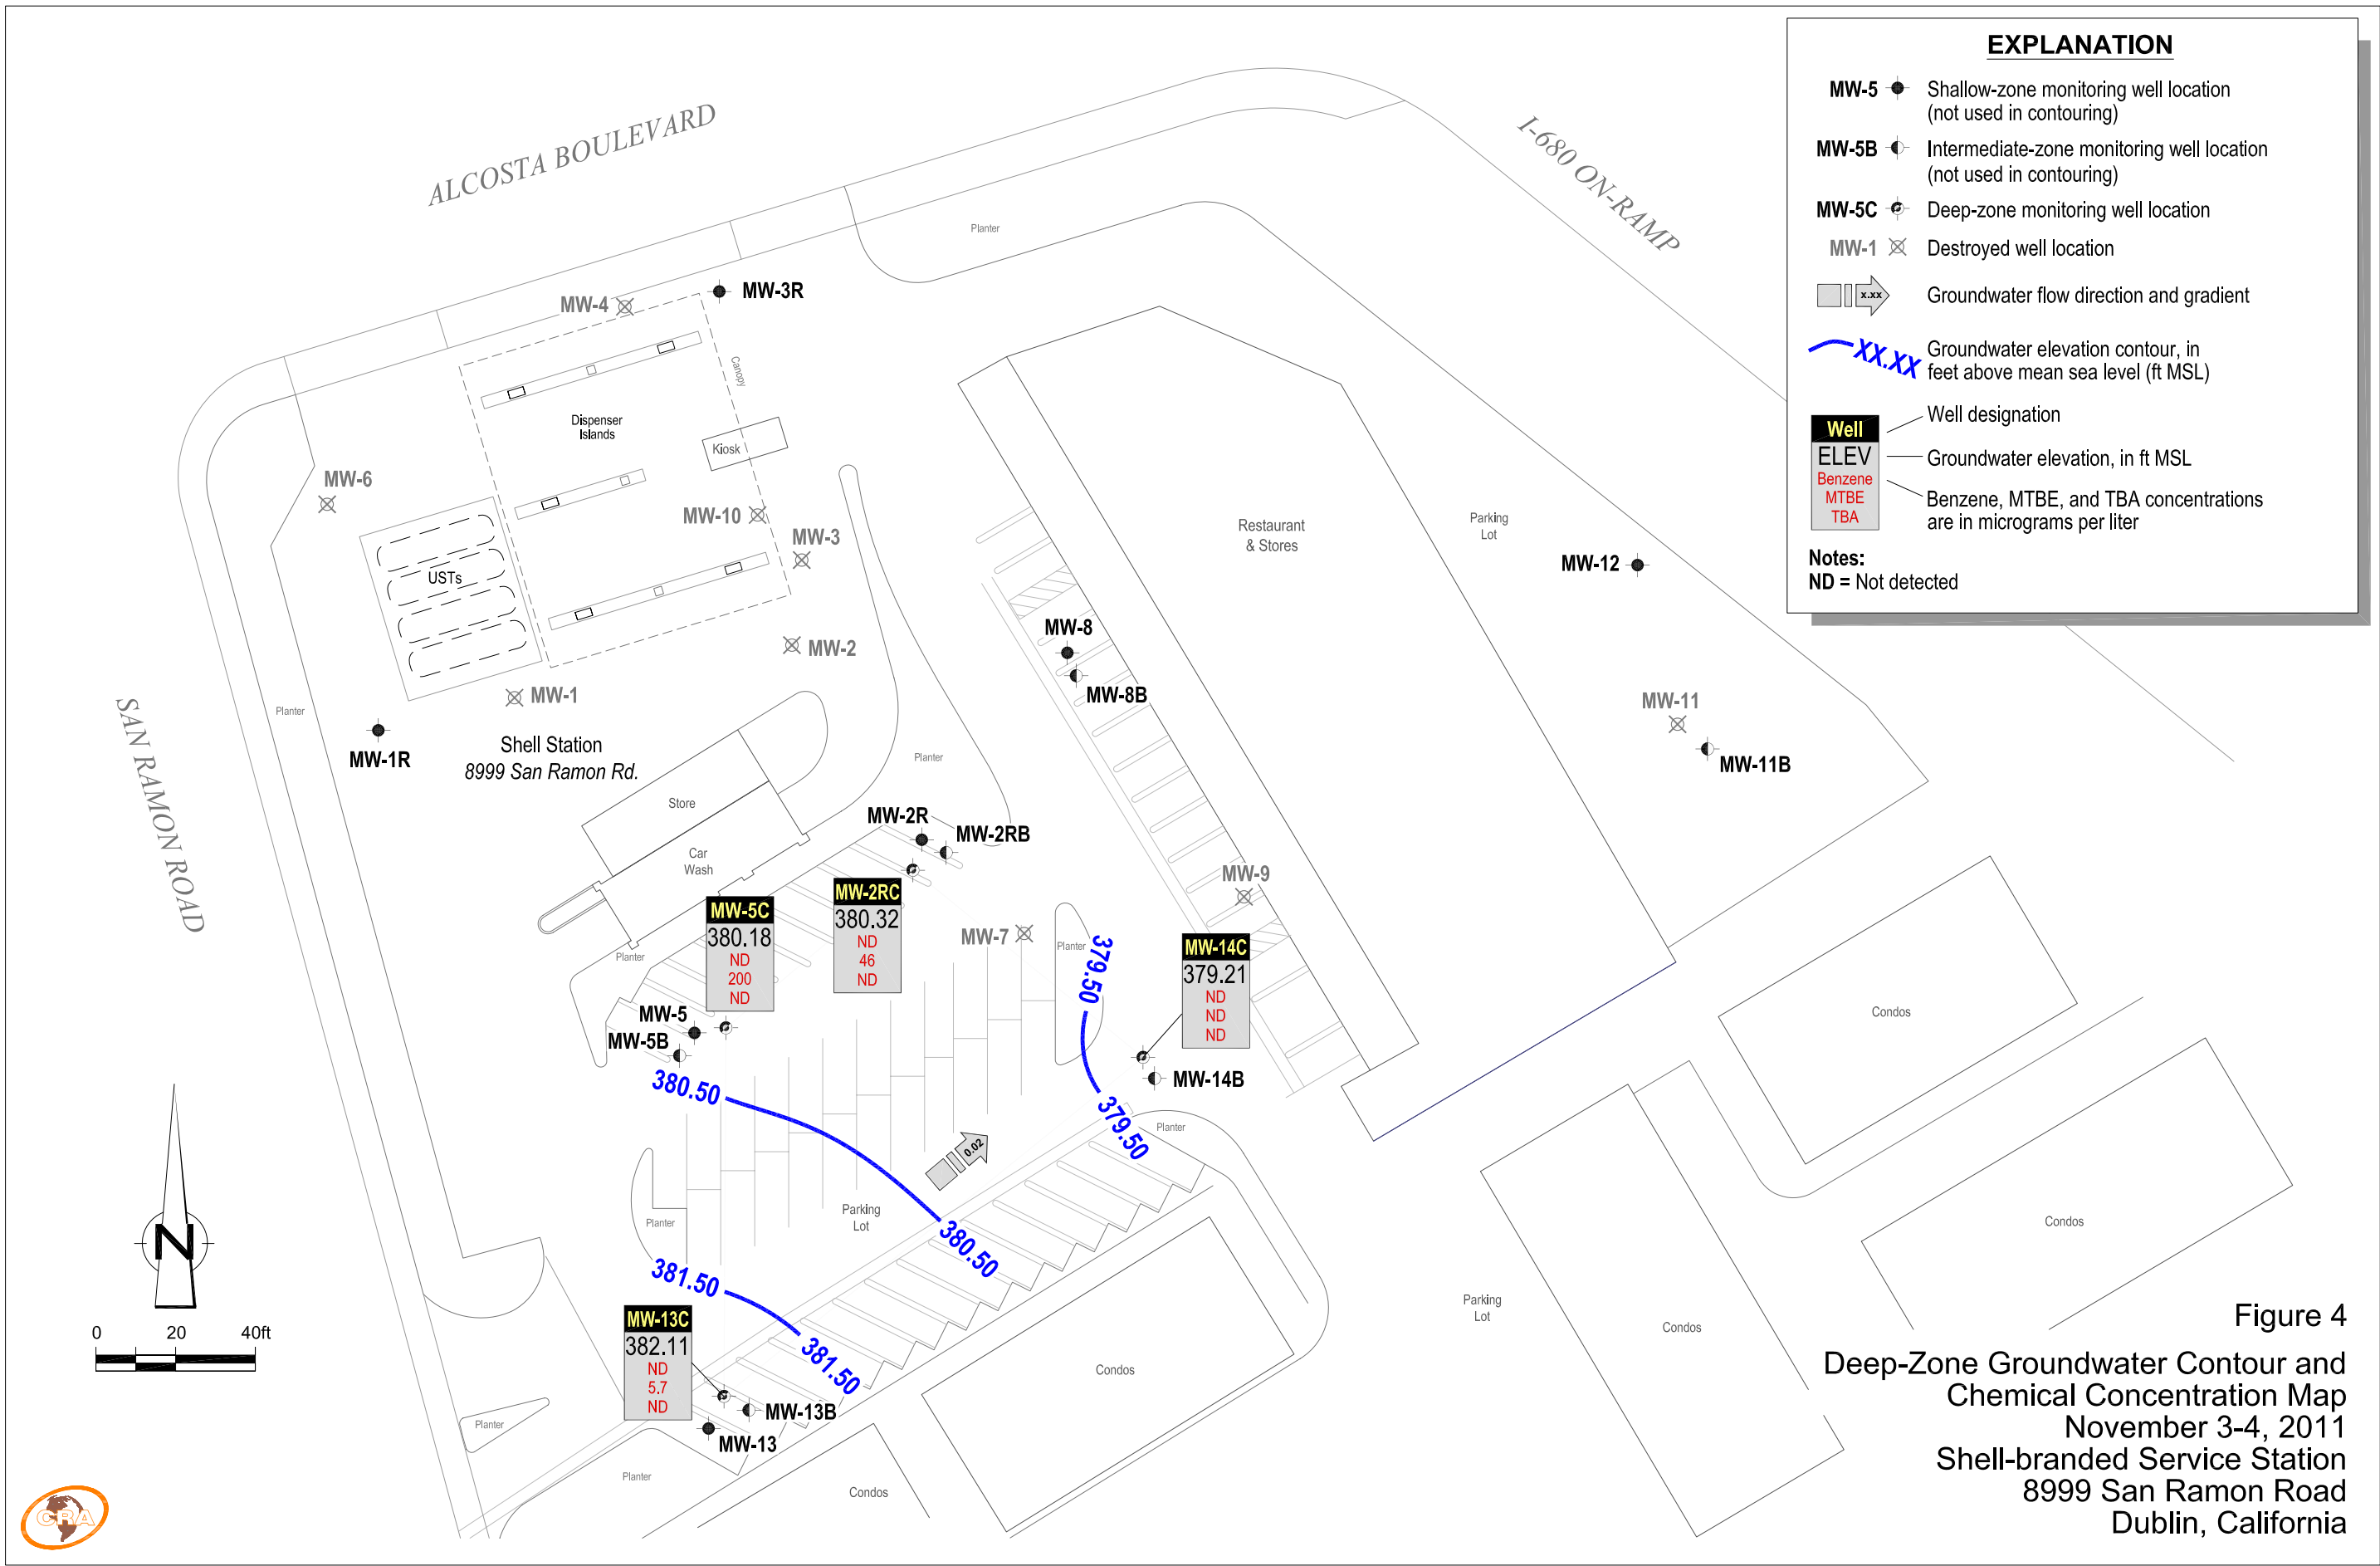 EXPLANATION
MW-5 Shallow-zone monitoring well location
(not used in contouring)
MW-5B Intermediate-zone monitoring well location
(not used in contouring)
MW-5C Deep-zone monitoring well location
MW-1 Destroyed well location
x.xx Groundwater flow direction and gradient
XX.XX Groundwater elevation contour, in
feet above mean sea level (ft MSL)
Well
ELEV
Benzene
MTBE
TBA
Well designation
Groundwater elevation, in ft MSL
Benzene, MTBE, and TBA concentrations
are in micrograms per liter
Notes:
ND = Not detected
ALCOSTA BOULEVARD
I-680 ON-RAMP
SAN RAMON ROAD
Planter
MW-4
MW-3R
Canopy
Dispenser
Islands
Kiosk
MW-6
MW-10
MW-3
USTs
MW-2
MW-1
Planter
MW-1R
Shell Station
8999 San Ramon Rd.
Restaurant
& Stores
Parking
Lot
MW-12
MW-8
MW-8B
MW-11
MW-11B
Planter
Store
Car
Wash
MW-2R
MW-2RB
MW-9
MW-5C
380.18
ND
200
ND
MW-2RC
380.32
ND
46
ND
MW-7
Planter
379.50
MW-14C
379.21
ND
ND
ND
Planter
MW-5
MW-5B
MW-14B
380.50
379.50
Planter
0.02
Condos
Condos
Planter
Parking
Lot
380.50
381.50
MW-13C
382.11
ND
5.7
ND
381.50
MW-13B
MW-13
Condos
Parking
Lot
Condos
Planter
Planter
Condos
N
0 20 40ft
CRA
Figure 4
Deep-Zone Groundwater Contour and
Chemical Concentration Map
November 3-4, 2011
Shell-branded Service Station
8999 San Ramon Road
Dublin, California